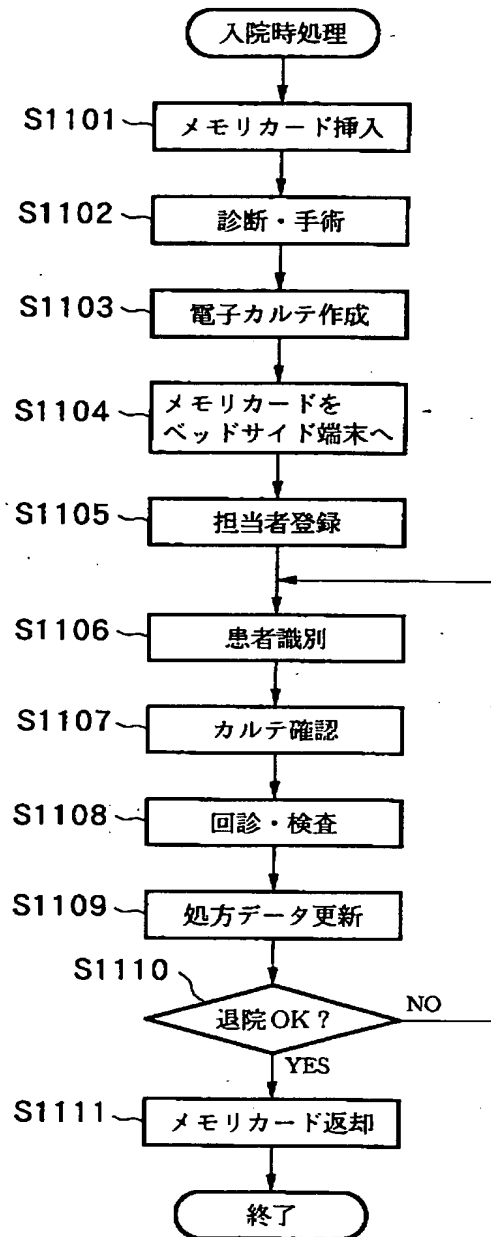 入院時処理
S1101
メモリカード挿入
S1102
診断・手術
S1103
電子カルテ作成
S1104
メモリカードを
ベッドサイド端末へ
S1105
担当者登録
S1106
患者識別
S1107
カルテ確認
S1108
回診・検査
S1109
処方データ更新
S1110
退院OK?
NO
YES
S1111
メモリカード返却
終了